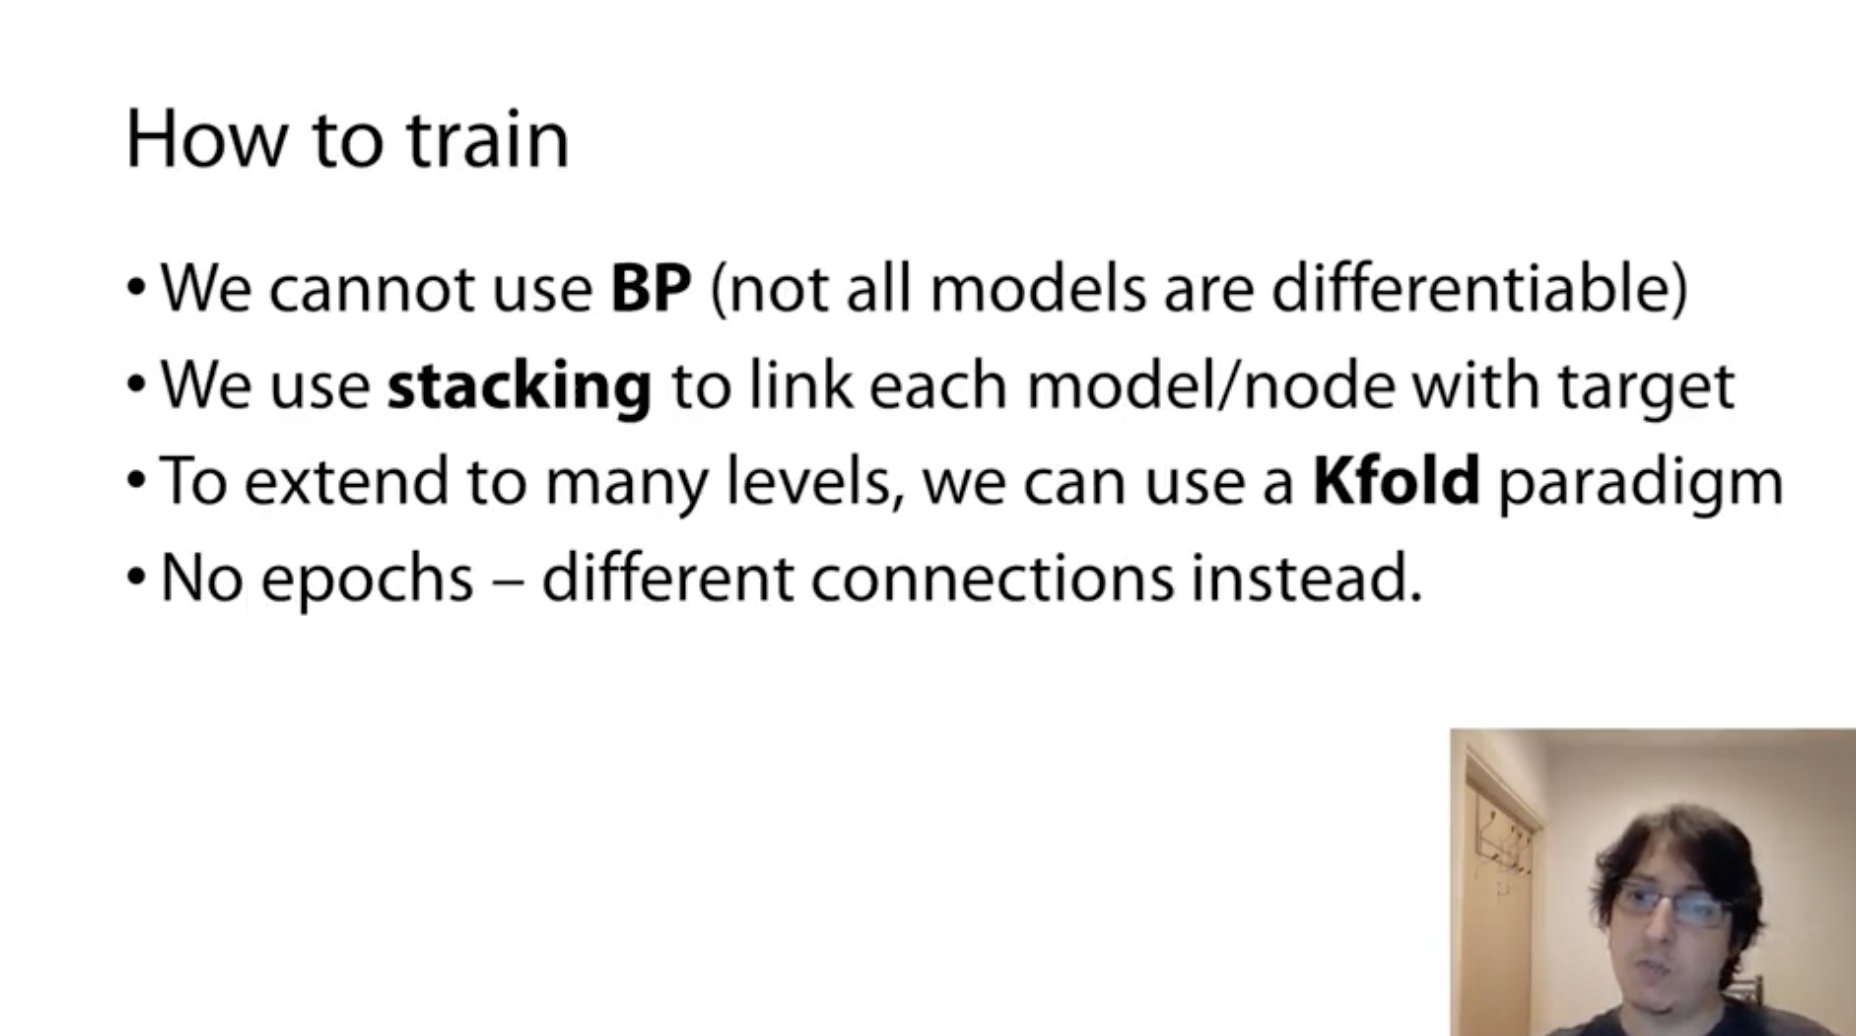 How to train
• We cannot use BP (not all models are differentiable)
• We use stacking to link each model/node with target
• To extend to many levels, we can use a Kfold paradigm
• No epochs – different connections instead.